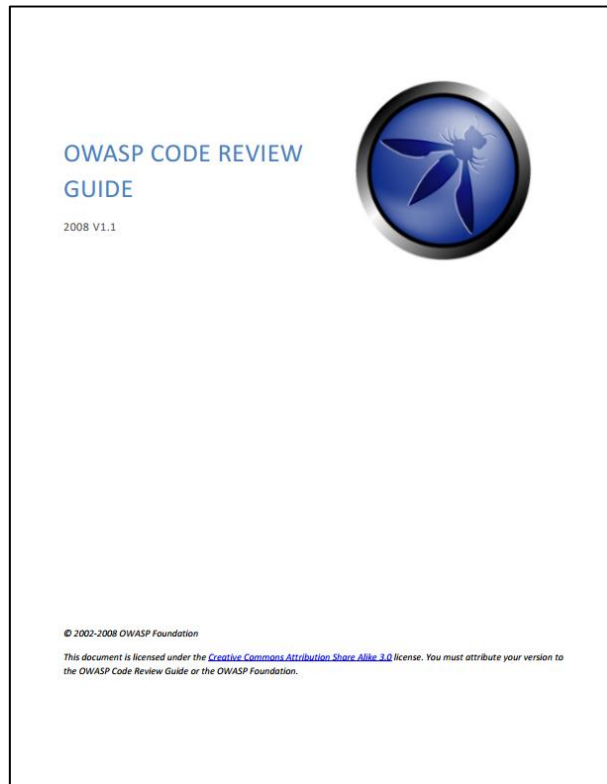 OWASP CODE REVIEW
GUIDE
2008 V1.1
© 2002-2008 OWASP Foundation
This document is licensed under the Creative Commons Attribution Share Alike 3.0 license. You must attribute your version to
the OWASP Code Review Guide or the OWASP Foundation.